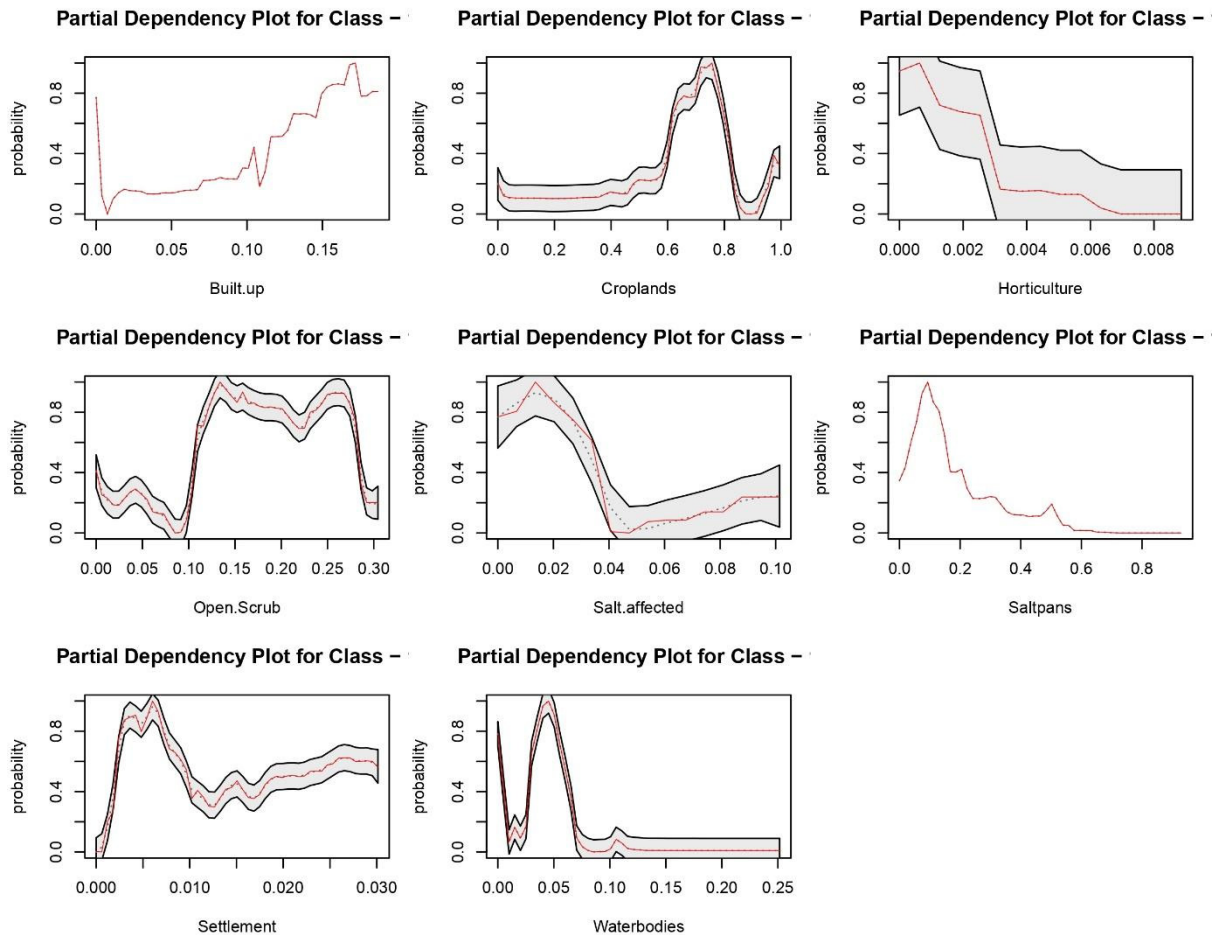 Partial Dependency Plot for Class −
probability
0.0 0.4 0.8
0.00 0.05 0.10 0.15
Built.up
Partial Dependency Plot for Class −
probability
0.0 0.4 0.8
0.0 0.2 0.4 0.6 0.8 1.0
Croplands
Partial Dependency Plot for Class −
probability
0.0 0.4 0.8
0.000 0.002 0.004 0.006 0.008
Horticulture
Partial Dependency Plot for Class −
probability
0.0 0.4 0.8
0.00 0.05 0.10 0.15 0.20 0.25 0.30
Open.Scrub
Partial Dependency Plot for Class −
probability
0.0 0.4 0.8
0.00 0.02 0.04 0.06 0.08 0.10
Salt.affected
Partial Dependency Plot for Class −
probability
0.0 0.4 0.8
0.0 0.2 0.4 0.6 0.8
Saltpans
Partial Dependency Plot for Class −
probability
0.0 0.4 0.8
0.000 0.010 0.020 0.030
Settlement
Partial Dependency Plot for Class −
probability
0.0 0.4 0.8
0.00 0.05 0.10 0.15 0.20 0.25
Waterbodies